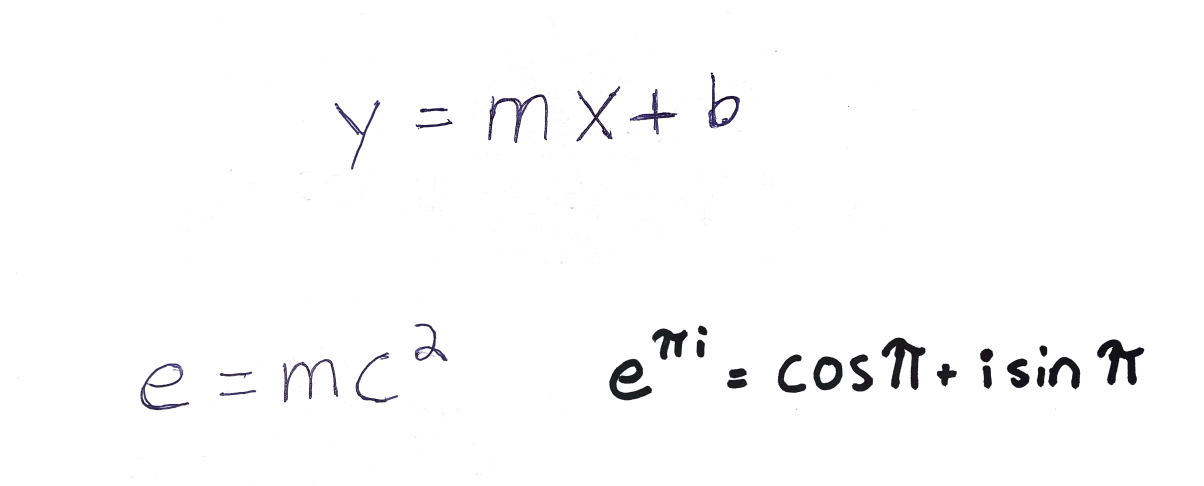 y = mx + b
e = mc²
e^πi = cos π + i sin π